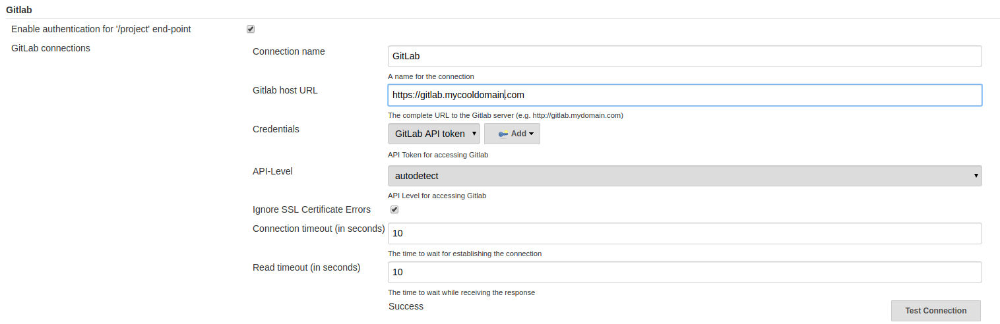 Gitlab
Enable authentication for '/project' end-point
GitLab connections
Connection name
GitLab
A name for the connection
Gitlab host URL
https://gitlab.mycooldomain.com
The complete URL to the Gitlab server (e.g. http://gitlab.mydomain.com)
Credentials
GitLab API token
Add
API Token for accessing Gitlab
API-Level
autodetect
API Level for accessing Gitlab
Ignore SSL Certificate Errors
Connection timeout (in seconds)
10
The time to wait for establishing the connection
Read timeout (in seconds)
10
The time to wait while receiving the response
Success
Test Connection